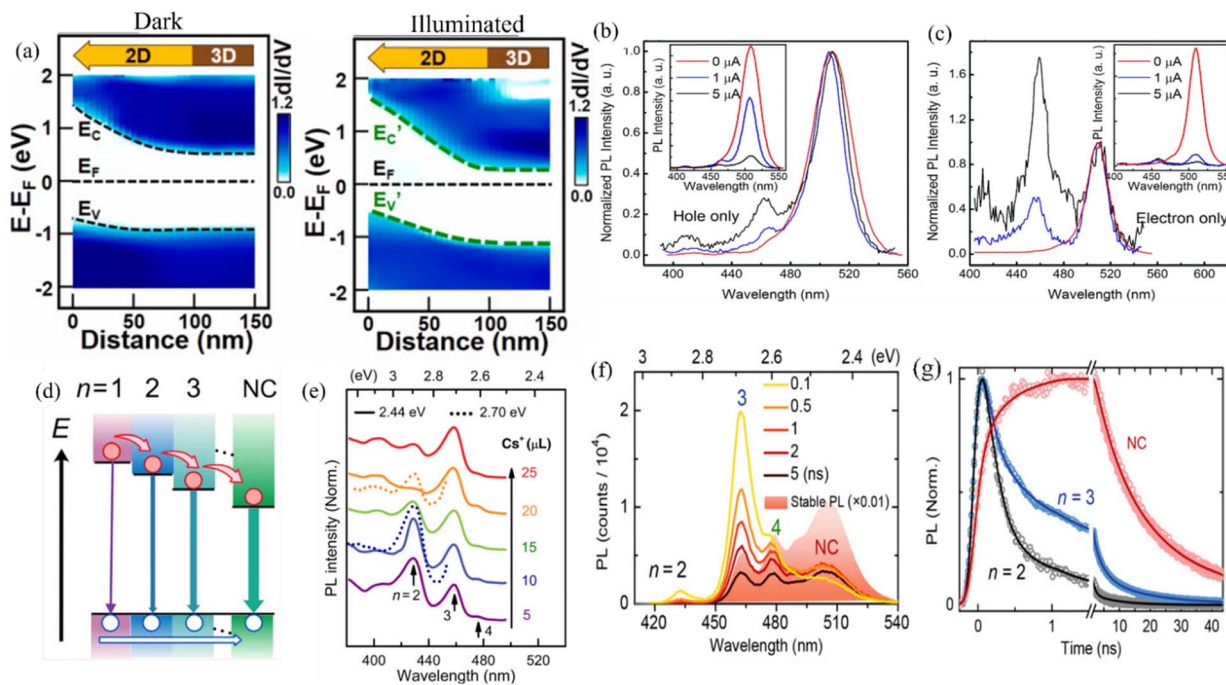 (a)
Dark
2D
3D
2
1
0
-1
-2
E-E_F (eV)
E_C
E_F
E_V
0
50
100
150
Distance (nm)
1.2
0.0
dI/dV
Illuminated
2D
3D
2
1
0
-1
-2
E-E_F (eV)
E_C'
E_F
E_V'
0
50
100
150
Distance (nm)
1.2
0.0
dI/dV
(b)
Normalized PL Intensity (a. u.)
1.0
0.8
0.6
0.4
0.2
0.0
400 440 480 520 560
Wavelength (nm)
Hole only
PL Intensity (a. u.)
0 μA
1 μA
5 μA
400 450 500 550
Wavelength (nm)
(c)
Normalized PL Intensity (a. u.)
1.6
1.2
0.8
0.4
0.0
400 440 480 520 560 600
Wavelength (nm)
Electron only
PL Intensity (a. u.)
0 μA
1 μA
5 μA
400 450 500
Wavelength (nm)
(d)
n=1 2 3 NC
E
(e)
(eV) 3 2.8 2.6 2.4
2.44 eV 2.70 eV
Cs⁺(μL)
25
20
15
10
5
n=2
3
4
PL intensity (Norm.)
400 440 480 520
Wavelength (nm)
(f)
3 2.8 2.6 2.4 (eV)
PL (counts / 10⁴)
2
1
0
3
4
NC
n=2
0.1
0.5
1
2
5 (ns)
Stable PL (×0.01)
420 450 480 510 540
Wavelength (nm)
(g)
PL (Norm.)
1
0
NC
n=3
n=2
0 1 10 20 30 40
Time (ns)